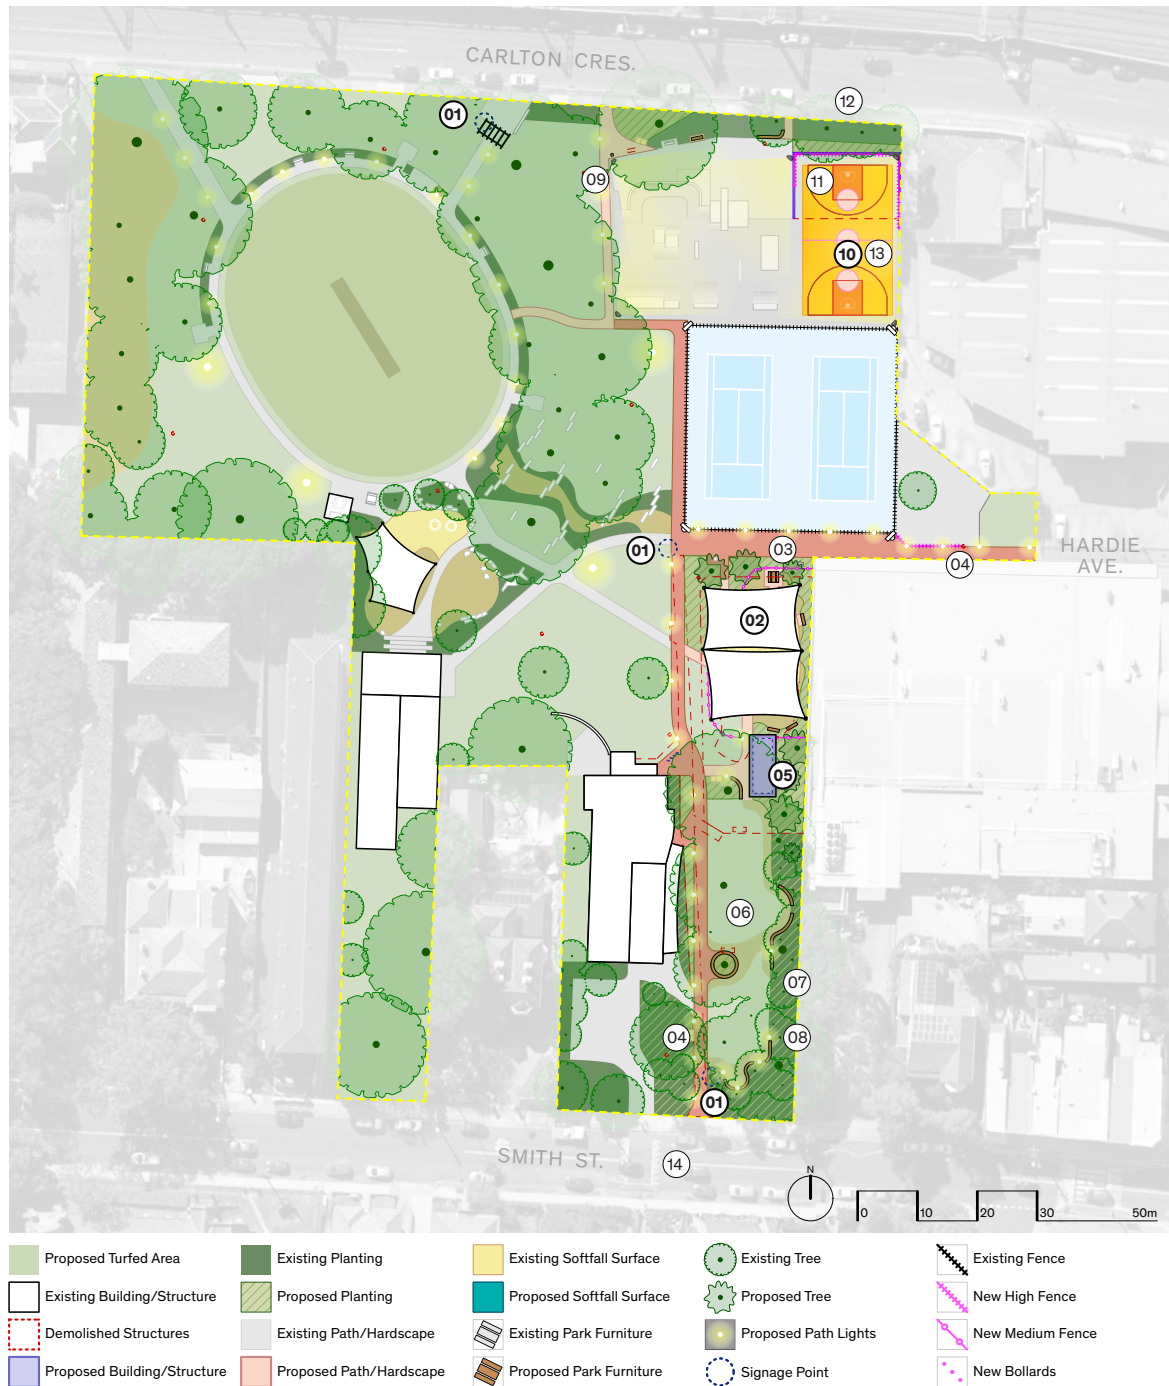 CARLTON CRES.
12
01
09
11
10
13
01
03
HARDIE
AVE.
04
02
05
06
07
04
08
01
SMITH ST.
14
N
0 10 20 30 50m
Proposed Turfed Area
Existing Building/Structure
Demolished Structures
Proposed Building/Structure
Existing Planting
Proposed Planting
Existing Path/Hardscape
Proposed Path/Hardscape
Existing Softfall Surface
Proposed Softfall Surface
Existing Park Furniture
Proposed Park Furniture
Existing Tree
Proposed Tree
Proposed Path Lights
Signage Point
Existing Fence
New High Fence
New Medium Fence
New Bollards